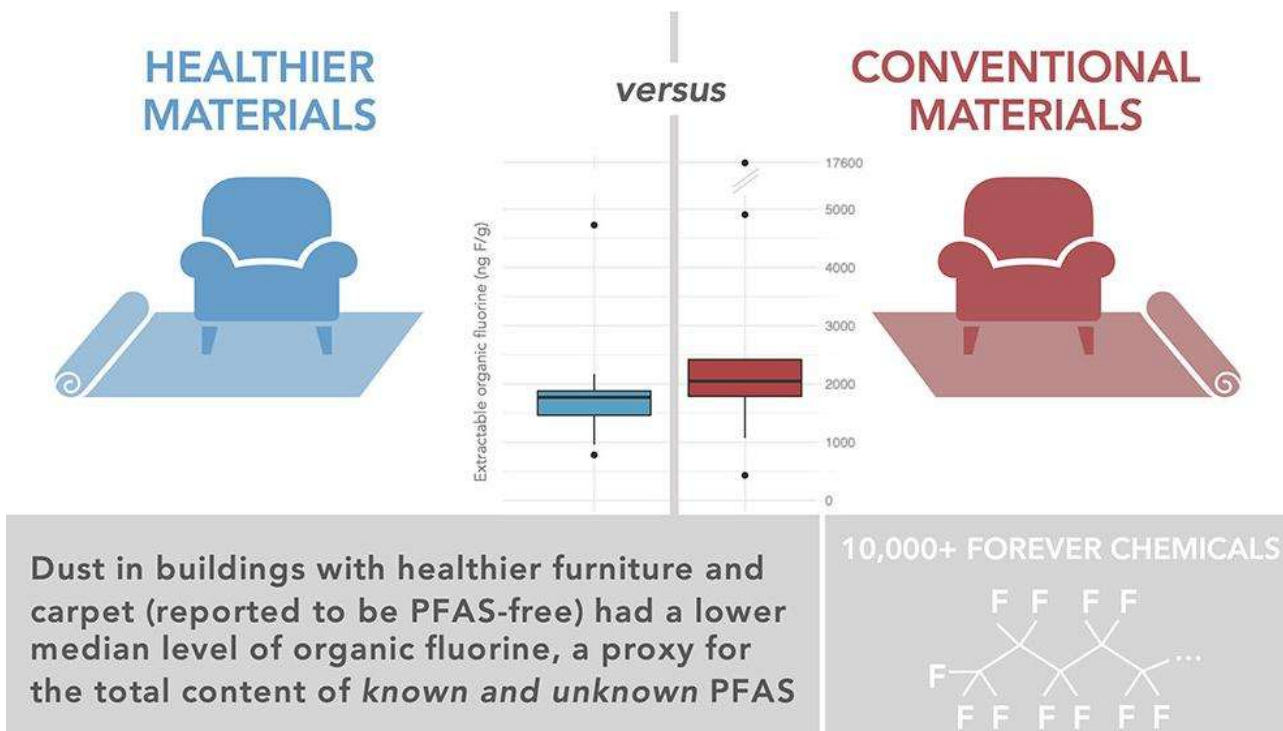 HEALTHIER
MATERIALS
versus
CONVENTIONAL
MATERIALS
Extractable organic fluorine (ng F/g)
17600
5000
4000
3000
2000
1000
0
Dust in buildings with healthier furniture and
carpet (reported to be PFAS-free) had a lower
median level of organic fluorine, a proxy for
the total content of known and unknown PFAS
10,000+ FOREVER CHEMICALS
F F F F
F ...
F F F F F F